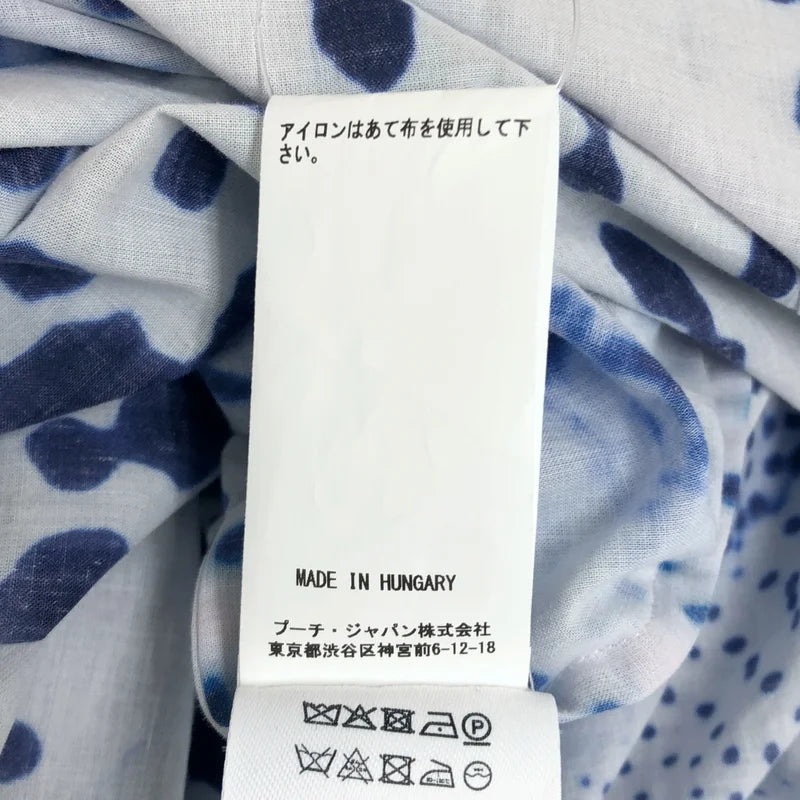 アイロンはあて布を使用して下
さい。
MADE IN HUNGARY
プーチ・ジャパン株式会社
東京都渋谷区神宮前6-12-18
P